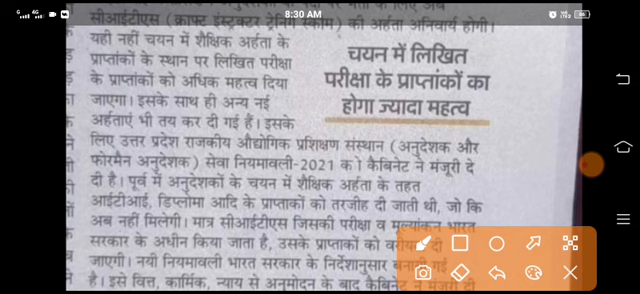 8:30 AM
सीआईटीएस (क्राफ्ट इंस्ट्रक्टर ट्रेनिंग स्कीम) की अर्हता अनिवार्य होगी।
यही नहीं चयन में शैक्षिक अर्हता के
प्राप्तांकों के स्थान पर लिखित परीक्षा
के प्राप्तांकों को अधिक महत्व दिया
जाएगा। इसके साथ ही अन्य नई
अर्हताएं भी तय कर दी गई हैं। इसके
चयन में लिखित
परीक्षा के प्राप्तांकों का
होगा ज्यादा महत्व
लिए उत्तर प्रदेश राजकीय औद्योगिक प्रशिक्षण संस्थान (अनुदेशक और
फोरमैन अनुदेशक) सेवा नियमावली-2021 को कैबिनेट ने मंजूरी दे
दी है। पूर्व में अनुदेशकों के चयन में शैक्षिक अर्हता के तहत
आईटीआई, डिप्लोमा आदि के प्राप्तांकों को तरजीह दी जाती थी, जो कि
अब नहीं मिलेगी। मात्र सीआईटीएस जिसकी परीक्षा व मूल्यांकन भारत
सरकार के अधीन किया जाता है, उसके प्राप्तांकों को वरीयता दी
जाएगी। नयी नियमावली भारत सरकार के निर्देशानुसार बनायी गई
है। इसे वित्त, कार्मिक, न्याय से अनुमोदन के बाद कैबिनेट ने मंजूरी दी